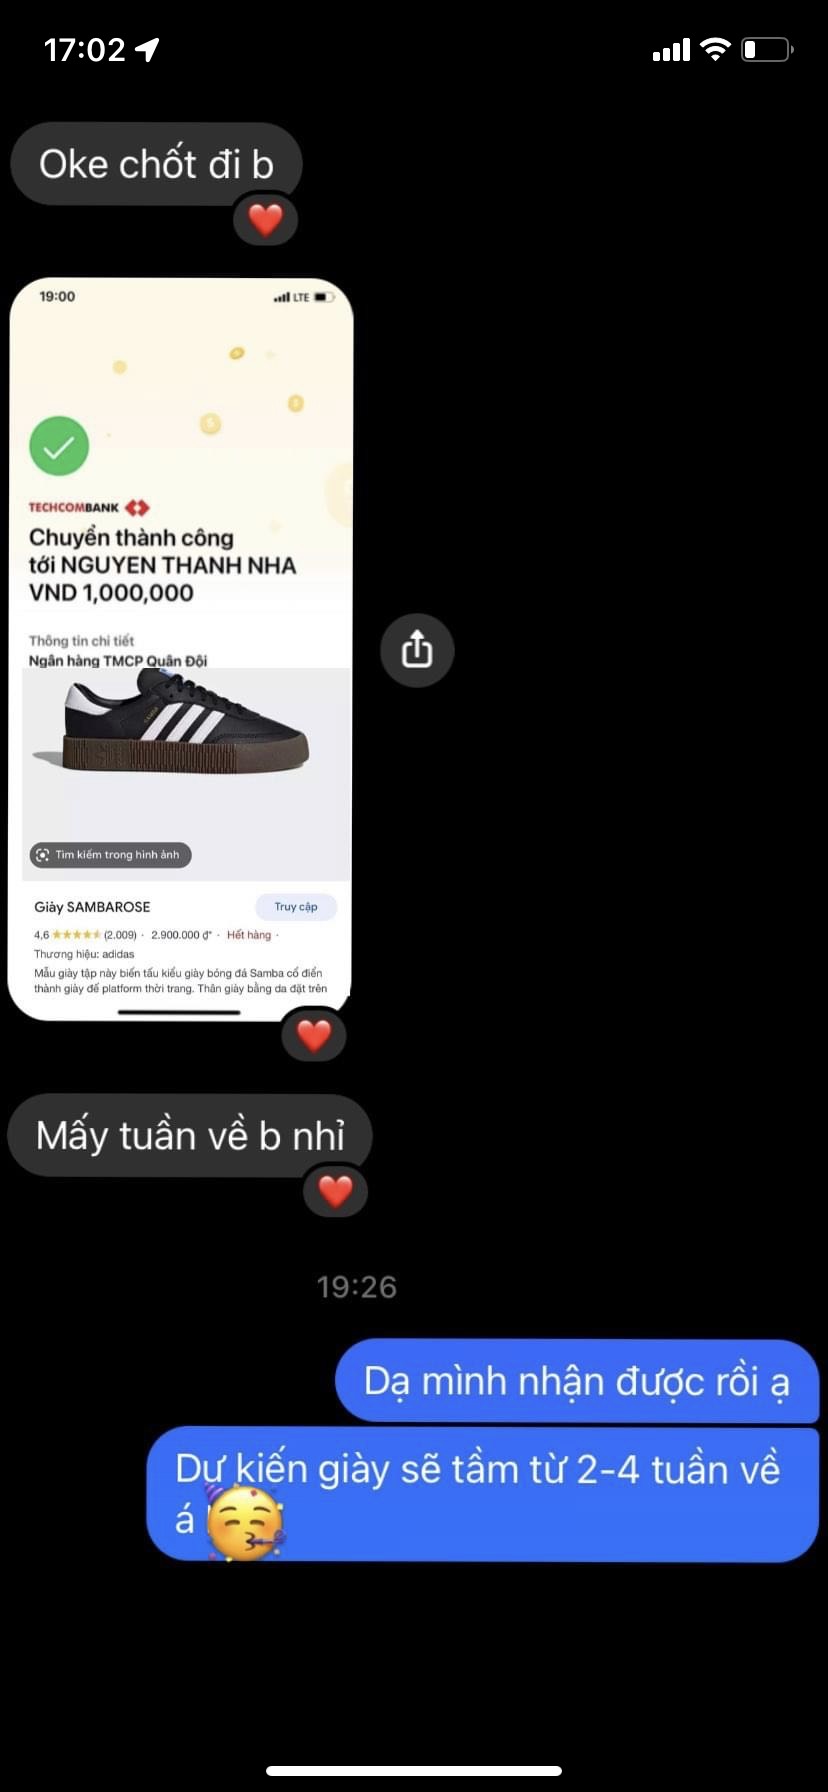 17:02
Oke chốt đi b
19:00
LTE
TECHCOMBANK
Chuyển thành công
tới NGUYEN THANH NHA
VND 1,000,000
Thông tin chi tiết
Ngân hàng TMCP Quân Đội
Tìm kiếm trong hình ảnh
Giày SAMBAROSE
Truy cập
4,6 ★★★★★ (2.009) · 2.900.000 ₫* · Hết hàng ·
Thương hiệu: adidas
Mẫu giày tập này biến tấu kiểu giày bóng đá Samba cổ điển
thành giày đế platform thời trang. Thân giày bằng da đặt trên
Mấy tuần về b nhỉ
19:26
Dạ mình nhận được rồi ạ
Dự kiến giày sẽ tầm từ 2-4 tuần về
á